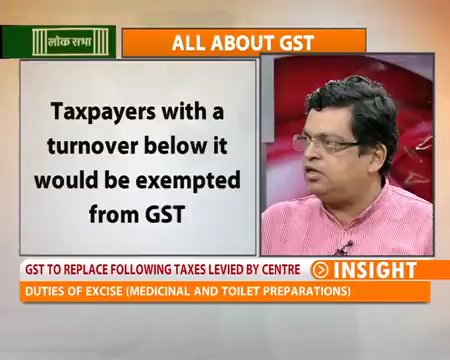 लोक सभा
ALL ABOUT GST
Taxpayers with a
turnover below it
would be exempted
from GST
GST TO REPLACE FOLLOWING TAXES LEVIED BY CENTRE
INSIGHT
DUTIES OF EXCISE (MEDICINAL AND TOILET PREPARATIONS)